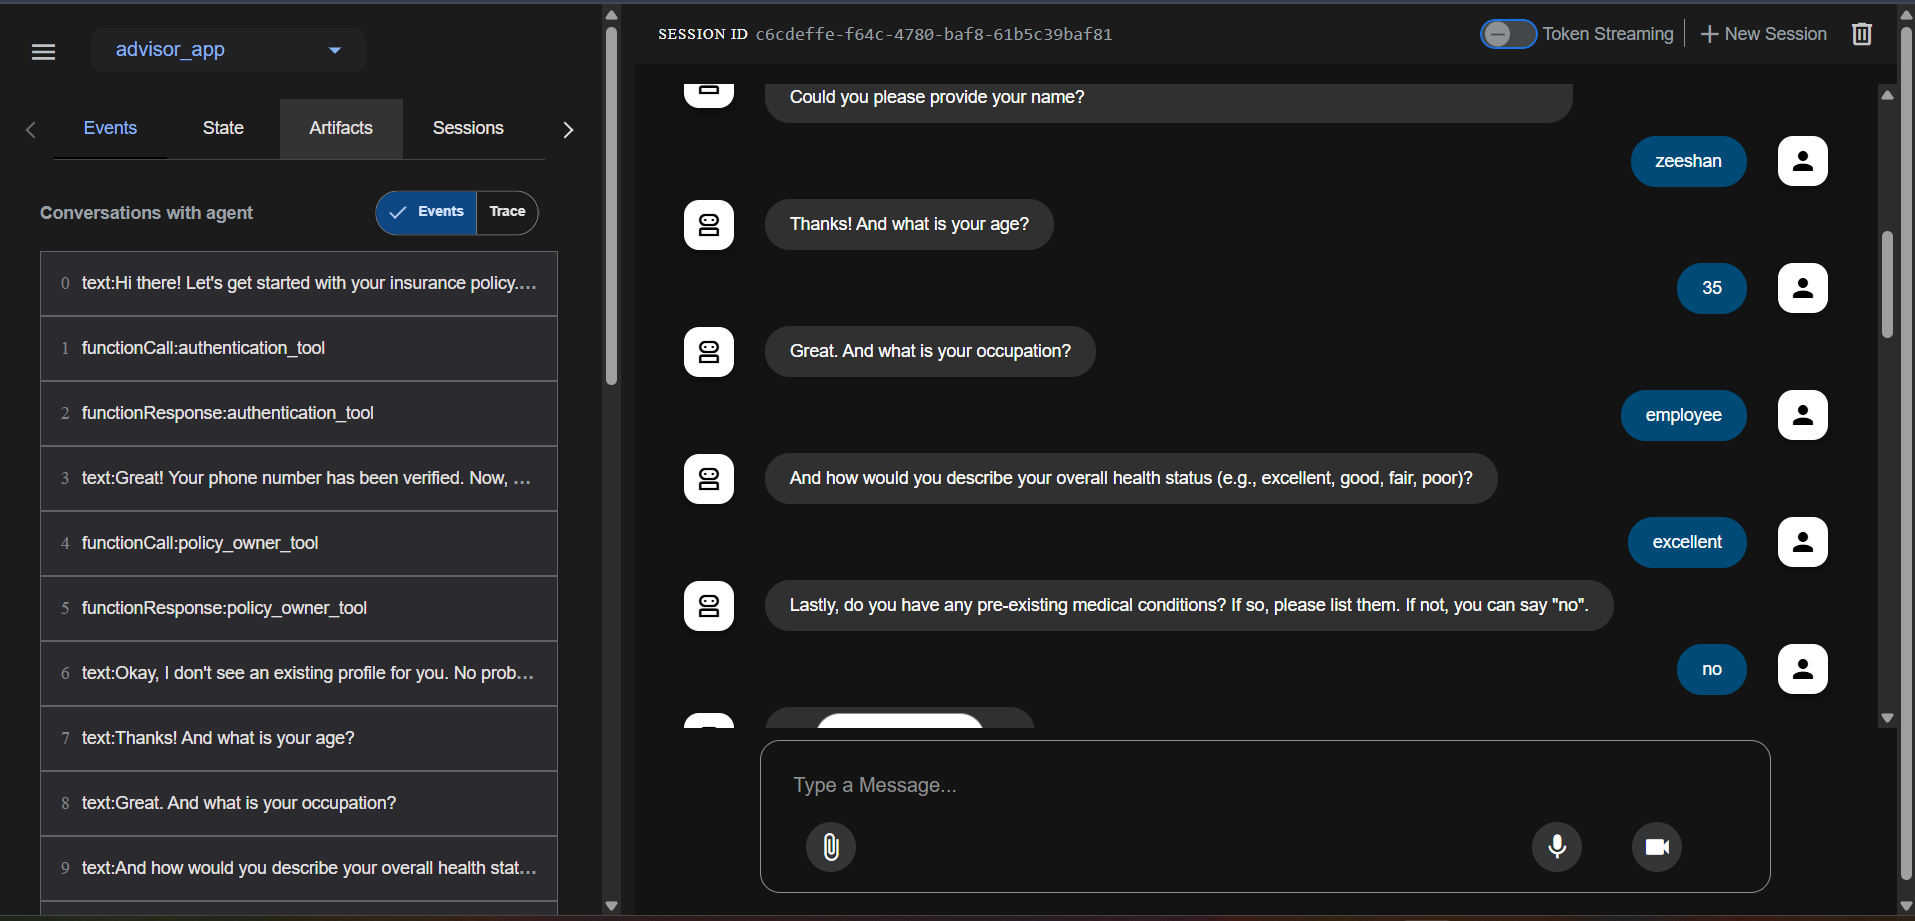 advisor_app
Events
State
Artifacts
Sessions
Conversations with agent
Events
Trace
0 text:Hi there! Let's get started with your insurance policy....
1 functionCall:authentication_tool
2 functionResponse:authentication_tool
3 text:Great! Your phone number has been verified. Now, ...
4 functionCall:policy_owner_tool
5 functionResponse:policy_owner_tool
6 text:Okay, I don't see an existing profile for you. No prob...
7 text:Thanks! And what is your age?
8 text:Great. And what is your occupation?
9 text:And how would you describe your overall health stat...
SESSION ID c6cdeffe-f64c-4780-baf8-61b5c39baf81
Token Streaming
New Session
Could you please provide your name?
zeeshan
Thanks! And what is your age?
35
Great. And what is your occupation?
employee
And how would you describe your overall health status (e.g., excellent, good, fair, poor)?
excellent
Lastly, do you have any pre-existing medical conditions? If so, please list them. If not, you can say "no".
no
Type a Message...